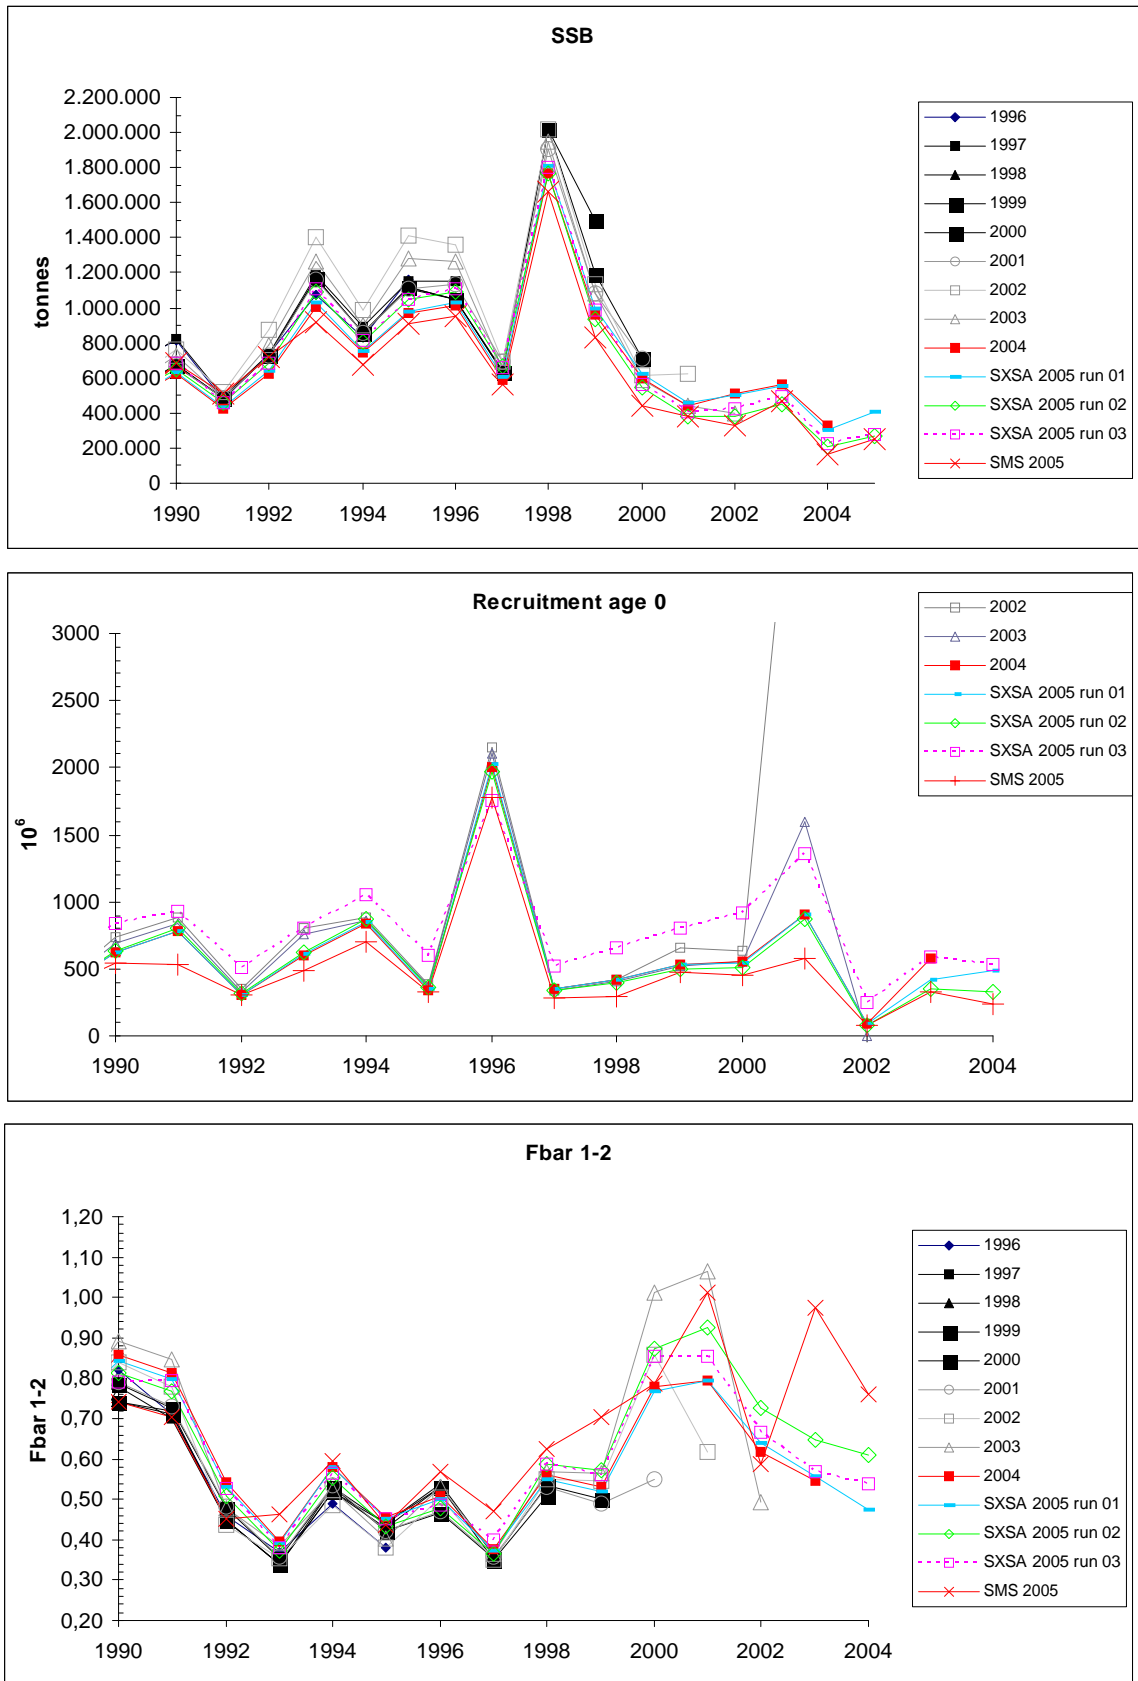 SSB
tonnes
2.200.000
2.000.000
1.800.000
1.600.000
1.400.000
1.200.000
1.000.000
800.000
600.000
400.000
200.000
0
1990 1992 1994 1996 1998 2000 2002 2004
1996
1997
1998
1999
2000
2001
2002
2003
2004
SXSA 2005 run 01
SXSA 2005 run 02
SXSA 2005 run 03
SMS 2005
Recruitment age 0
10^6
3000
2500
2000
1500
1000
500
0
1990 1992 1994 1996 1998 2000 2002 2004
2002
2003
2004
SXSA 2005 run 01
SXSA 2005 run 02
SXSA 2005 run 03
SMS 2005
Fbar 1-2
Fbar 1-2
1,20
1,10
1,00
0,90
0,80
0,70
0,60
0,50
0,40
0,30
0,20
1990 1992 1994 1996 1998 2000 2002 2004
1996
1997
1998
1999
2000
2001
2002
2003
2004
SXSA 2005 run 01
SXSA 2005 run 02
SXSA 2005 run 03
SMS 2005